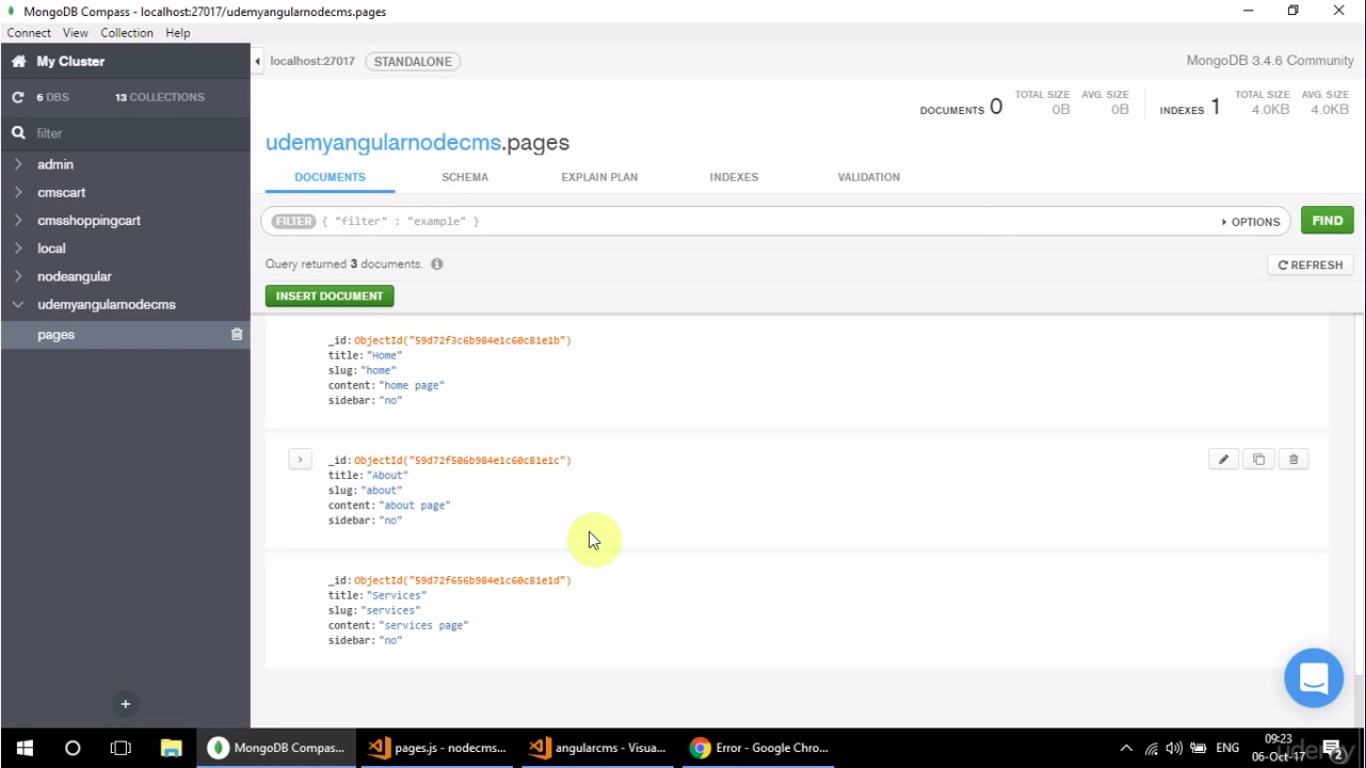 MongoDB Compass - localhost:27017/udemyangularnodecms.pages
Connect View Collection Help
My Cluster
localhost:27017 STANDALONE MongoDB 3.4.6 Community
6 DBS 13 COLLECTIONS
filter
admin
cmscart
cmsshoppingcart
local
nodeangular
udemyangularnodecms
pages
DOCUMENTS 0 TOTAL SIZE 0B AVG. SIZE 0B INDEXES 1 TOTAL SIZE 4.0KB AVG. SIZE 4.0KB
udemyangularnodecms.pages
DOCUMENTS SCHEMA EXPLAIN PLAN INDEXES VALIDATION
FILTER { "filter" : "example" } OPTIONS FIND
Query returned 3 documents. REFRESH
INSERT DOCUMENT
_id: ObjectId("59d72f3c6b984e1c60c81e1b")
title: "Home"
slug: "home"
content: "home page"
sidebar: "no"
_id: ObjectId("59d72f506b984e1c60c81e1c")
title: "About"
slug: "about"
content: "about page"
sidebar: "no"
_id: ObjectId("59d72f656b984e1c60c81e1d")
title: "Services"
slug: "services"
content: "services page"
sidebar: "no"
MongoDB Compas... pages.js - nodecms... angularcms - Visua... Error - Google Chro... ENG 09:23
06-Oct-17 2
udemy